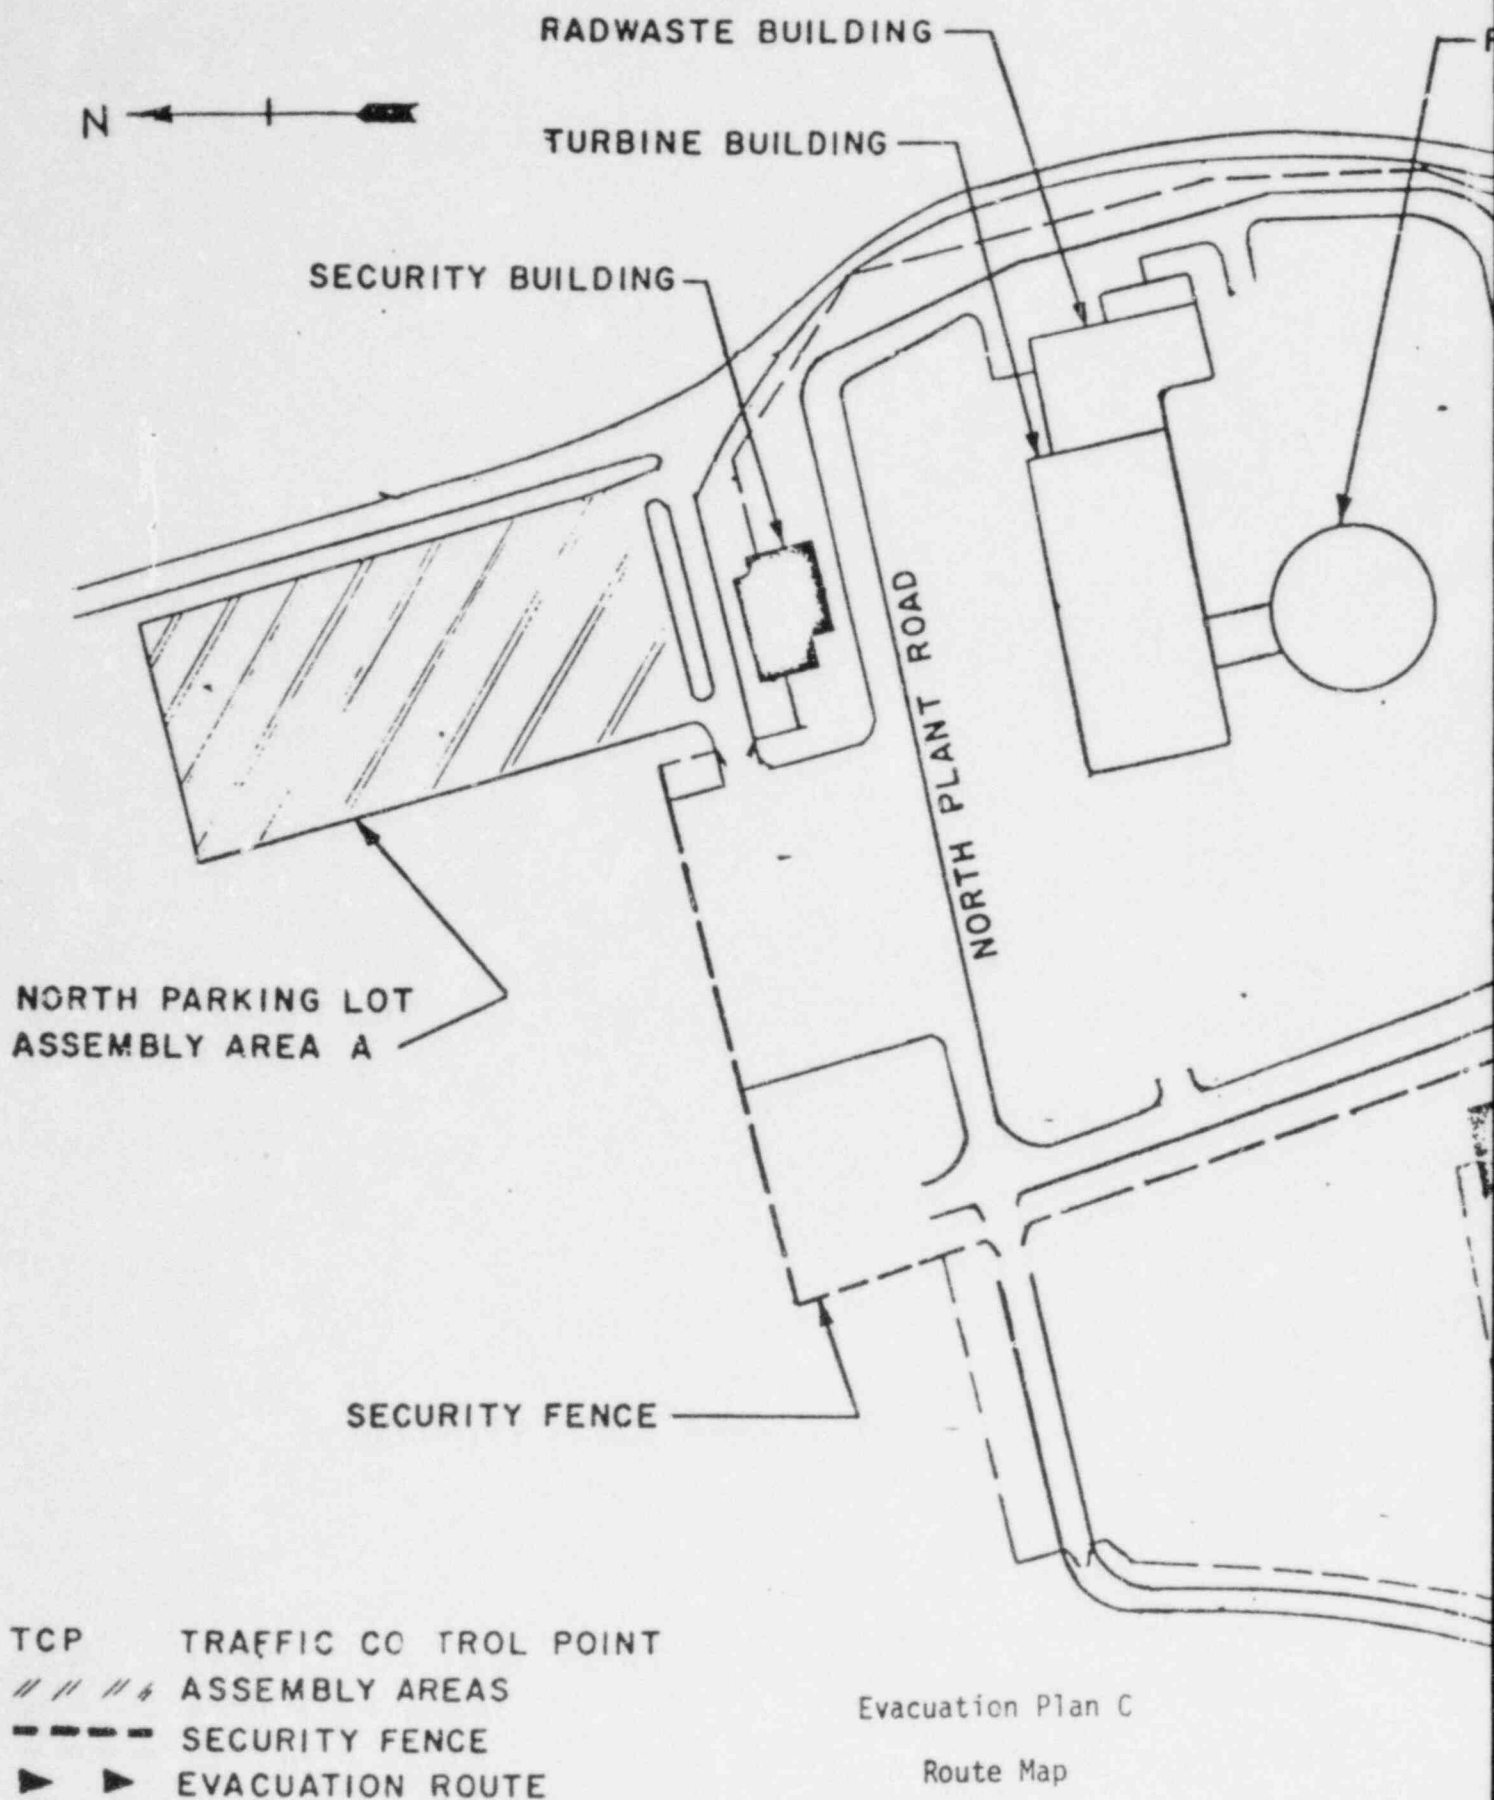 RADWASTE BUILDING
N
TURBINE BUILDING
SECURITY BUILDING
NORTH PLANT ROAD
NORTH PARKING LOT
ASSEMBLY AREA A
SECURITY FENCE
TCP TRAFFIC CO TROL POINT
ASSEMBLY AREAS
SECURITY FENCE
EVACUATION ROUTE
Evacuation Plan C
Route Map